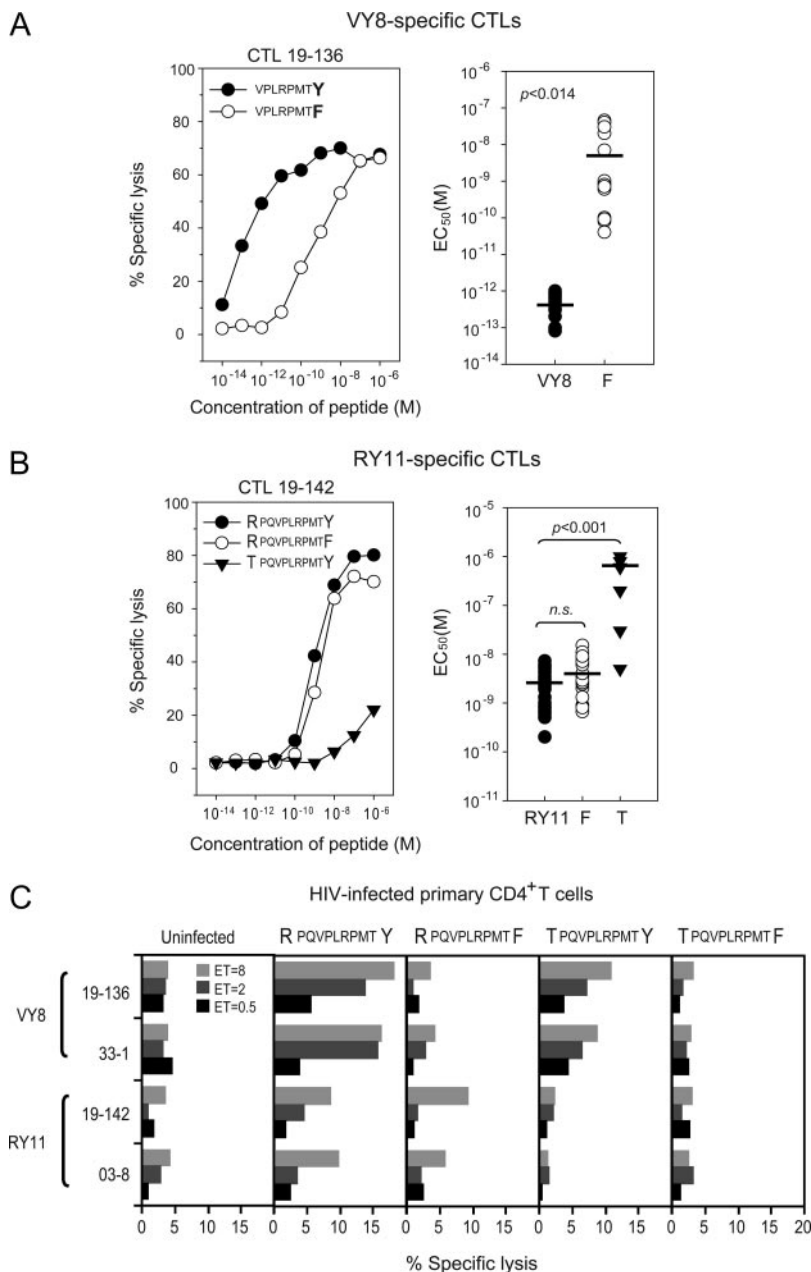 A
VY8-specific CTLs
CTL 19-136
VPLRPMTY
VPLRPMTF
100
80
60
40
20
0
% Specific lysis
10⁻¹⁴ 10⁻¹² 10⁻¹⁰ 10⁻⁸ 10⁻⁶
Concentration of peptide (M)
p<0.014
10⁻⁶
10⁻⁷
10⁻⁸
10⁻⁹
10⁻¹⁰
10⁻¹¹
10⁻¹²
10⁻¹³
10⁻¹⁴
EC₅₀(M)
VY8 F
B
RY11-specific CTLs
CTL 19-142
RPQVPLRPMTY
RPQVPLRPMTF
TPQVPLRPMTY
100
80
60
40
20
0
% Specific lysis
10⁻¹⁴ 10⁻¹² 10⁻¹⁰ 10⁻⁸ 10⁻⁶
Concentration of peptide (M)
p<0.001
n.s.
10⁻⁵
10⁻⁶
10⁻⁷
10⁻⁸
10⁻⁹
10⁻¹⁰
10⁻¹¹
EC₅₀(M)
RY11 F T
C
HIV-infected primary CD4⁺T cells
Uninfected RPQVPLRPMTY RPQVPLRPMTF TPQVPLRPMTY TPQVPLRPMTF
ET=8
ET=2
ET=0.5
VY8
19-136
33-1
RY11
19-142
03-8
0 5 10 15 0 5 10 15 0 5 10 15 0 5 10 15 0 5 10 15 20
% Specific lysis